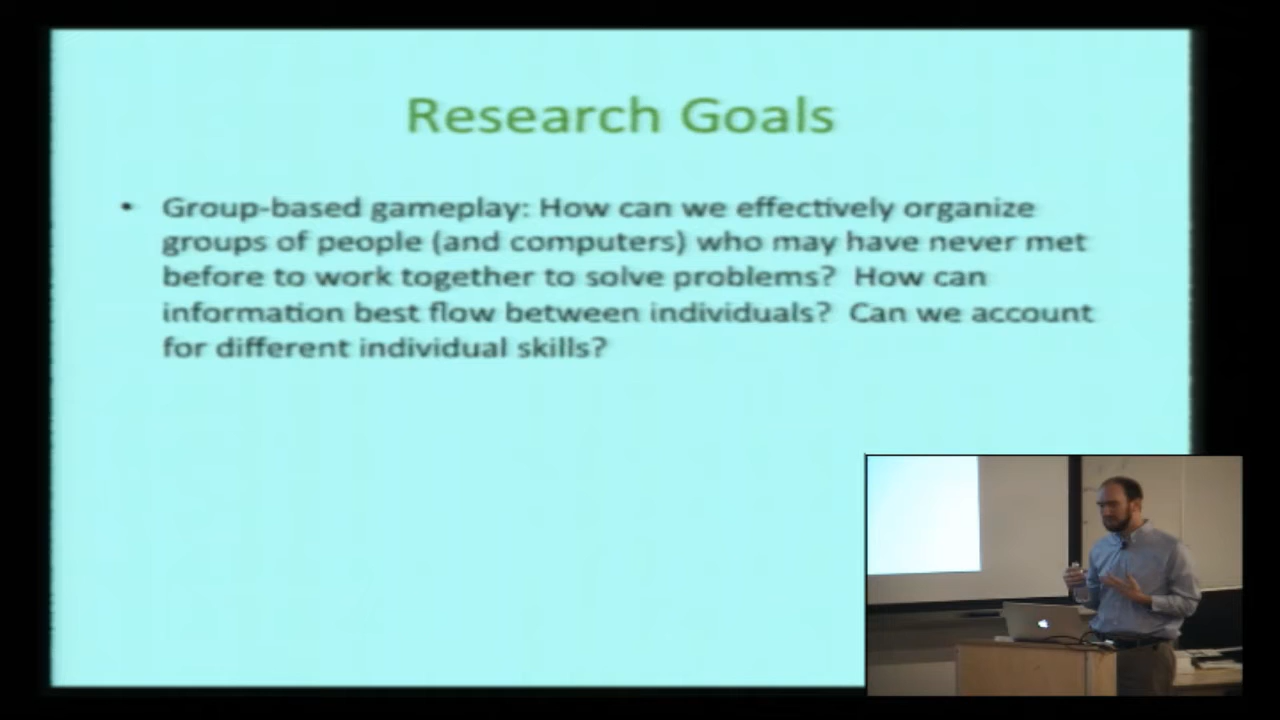 Research Goals
• Group-based gameplay: How can we effectively organize
groups of people (and computers) who may have never met
before to work together to solve problems? How can
information best flow between individuals? Can we account
for different individual skills?